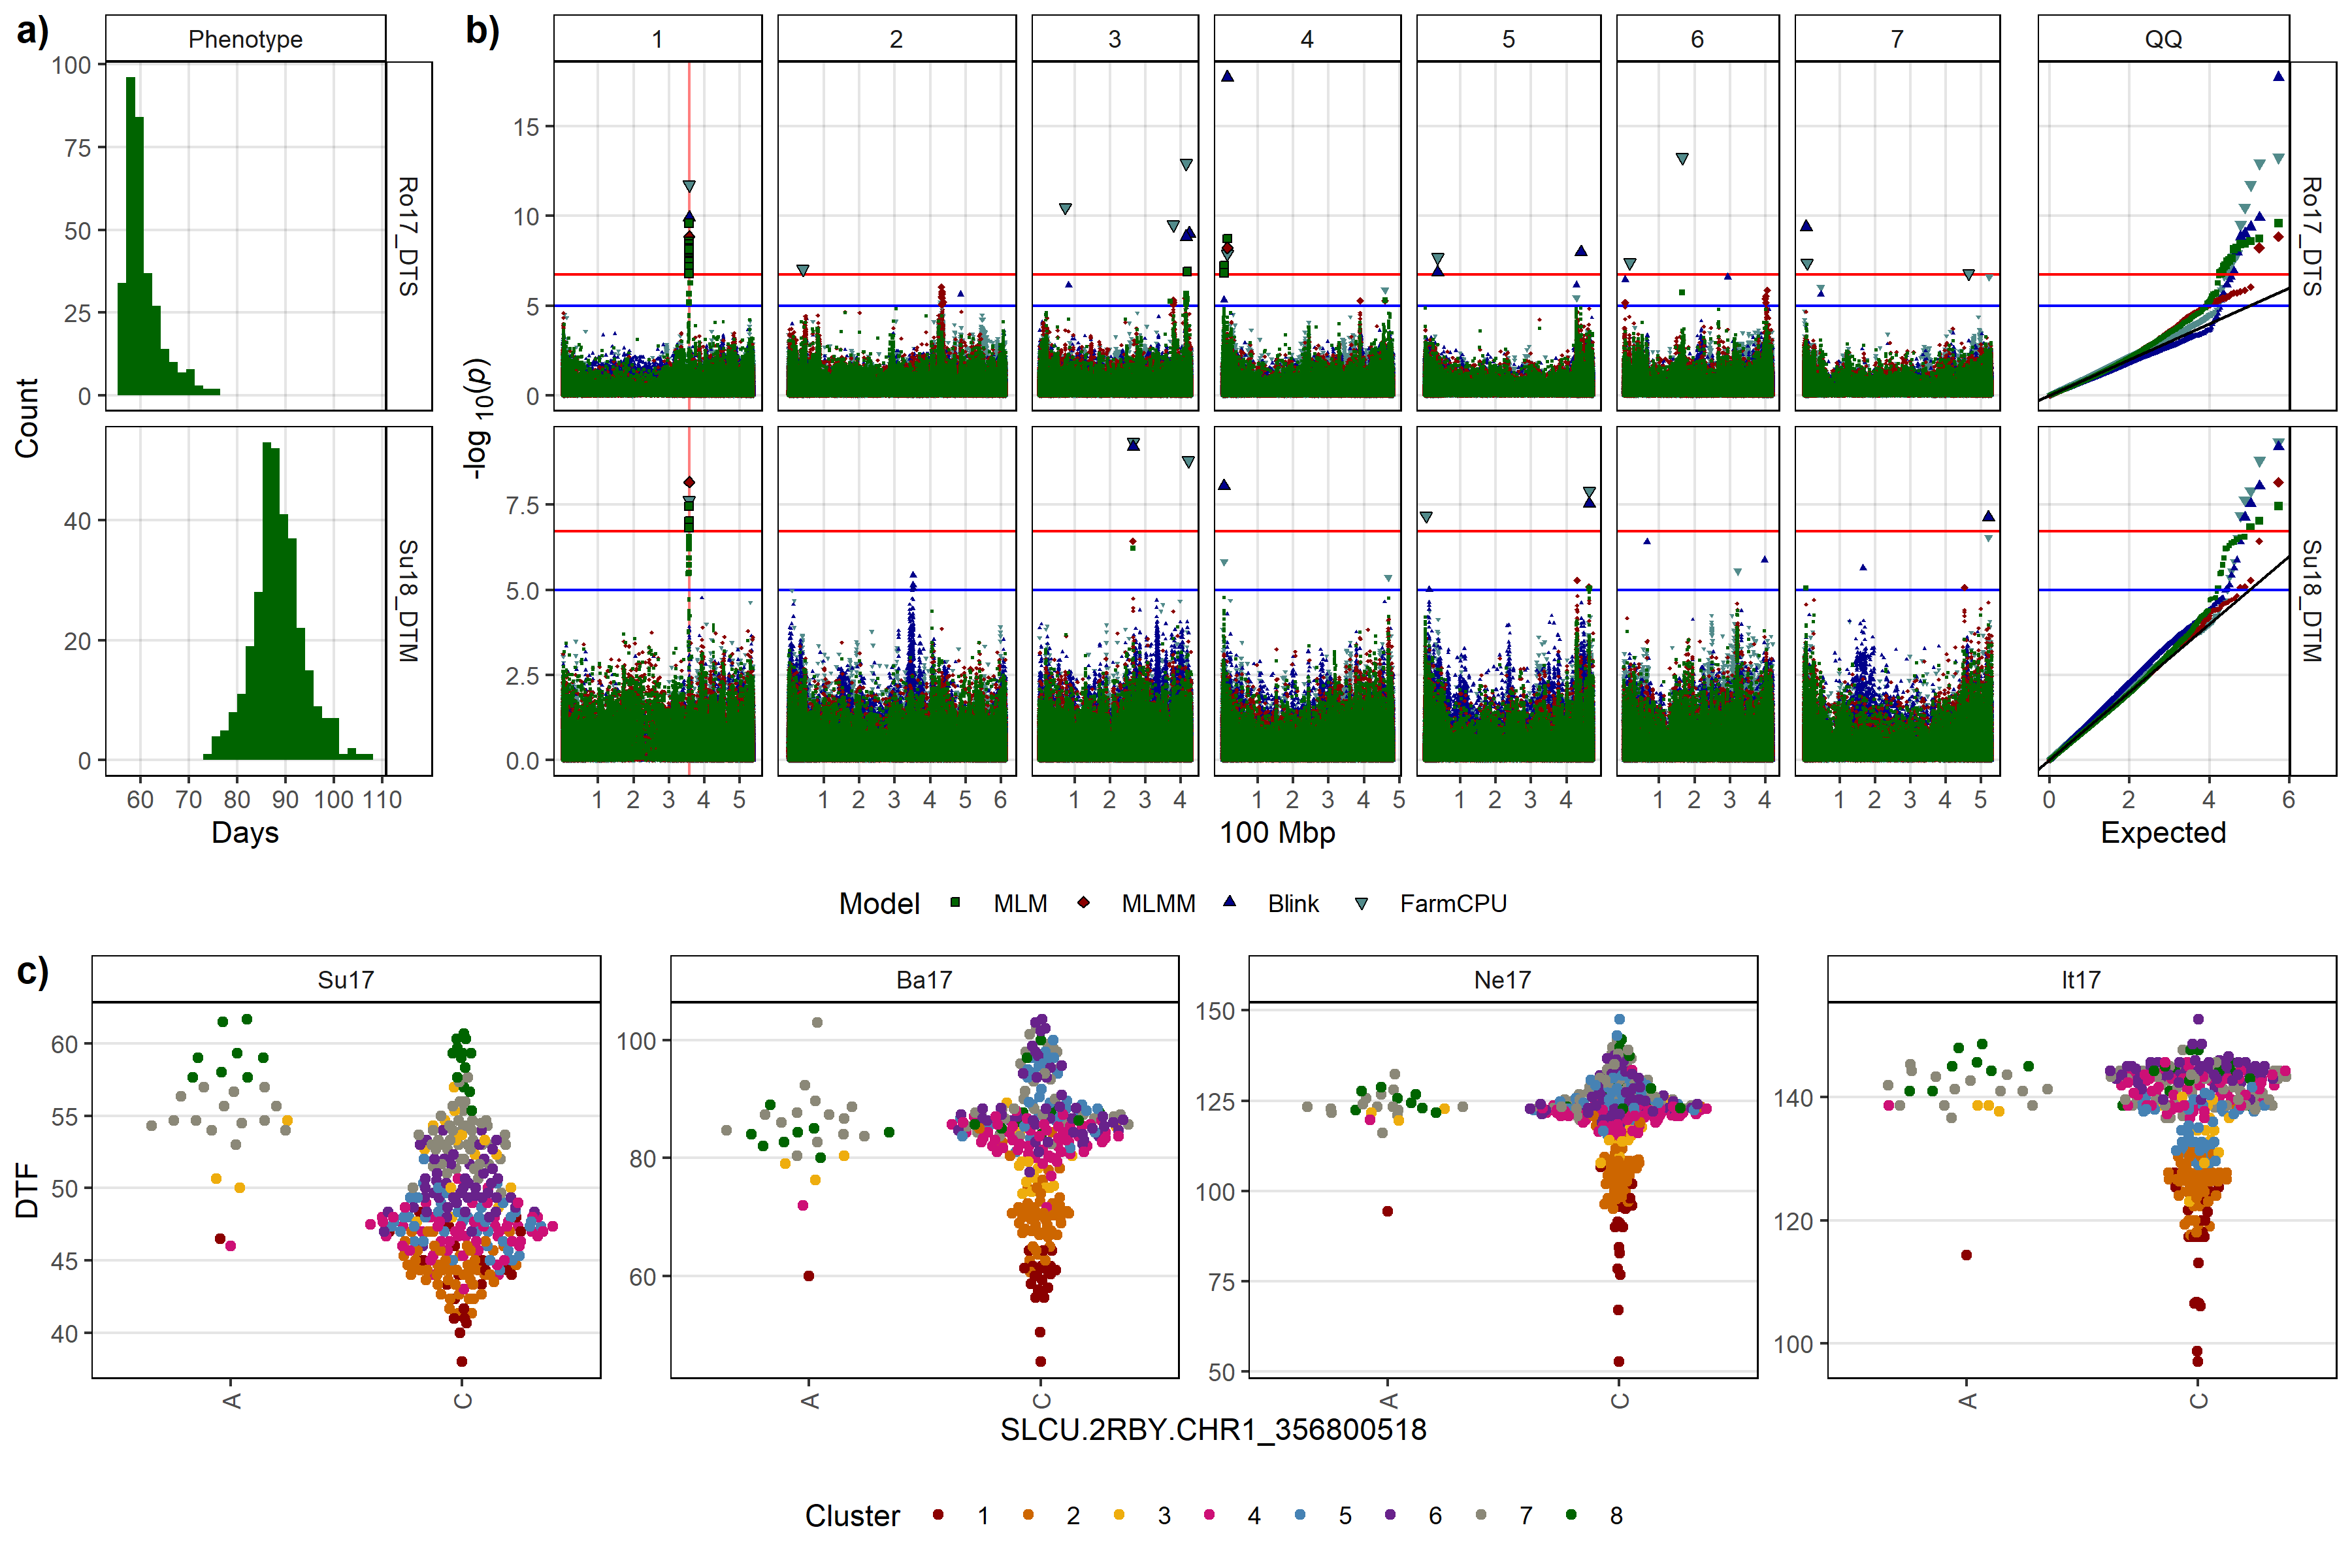 a)
Phenotype
Count
100
75
50
25
0
Ro17_DTS
40
20
0
Su18_DTM
60 70 80 90 100 110
Days
b)
1 2 3 4 5 6 7 QQ
-log 10(p)
15
10
5
0
Ro17_DTS
7.5
5.0
2.5
0.0
Su18_DTM
1 2 3 4 5 1 2 3 4 5 6 1 2 3 4 1 2 3 4 5 1 2 3 4 1 2 3 4 1 2 3 4 5 0 2 4 6
100 Mbp
Expected
Model MLM MLMM Blink FarmCPU
c)
Su17 Ba17 Ne17 It17
DTF
60
55
50
45
40
100
80
60
150
125
100
75
50
140
120
100
A C A C A C A C
SLCU.2RBY.CHR1_356800518
Cluster 1 2 3 4 5 6 7 8